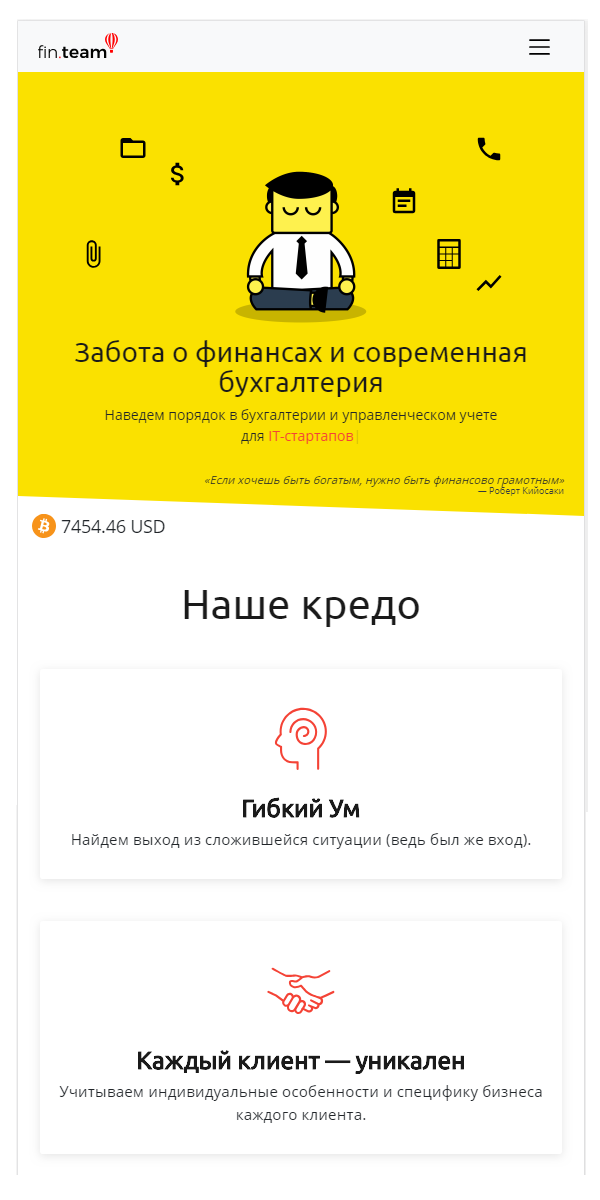 fin.team
Забота о финансах и современная
бухгалтерия
Наведем порядок в бухгалтерии и управленческом учете
для IT-стартапов|
«Если хочешь быть богатым, нужно быть финансово грамотным»
— Роберт Кийосаки
7454.46 USD
Наше кредо
Гибкий Ум
Найдем выход из сложившейся ситуации (ведь был же вход).
Каждый клиент — уникален
Учитываем индивидуальные особенности и специфику бизнеса
каждого клиента.